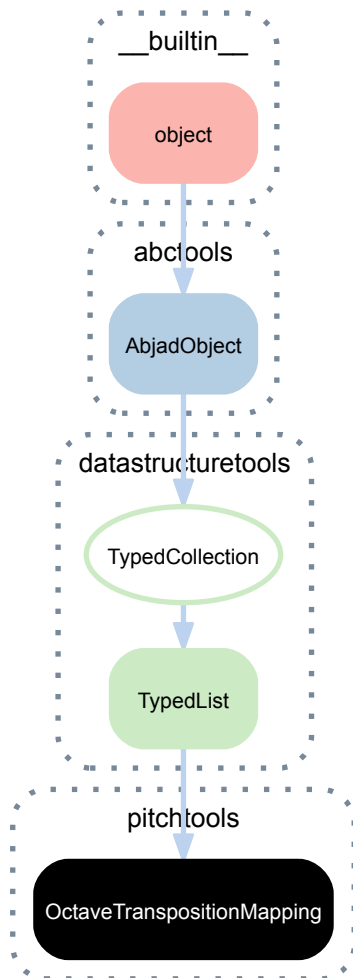 __builtin__
object
abctools
AbjadObject
datastructuretools
TypedCollection
TypedList
pitchtools
OctaveTranspositionMapping